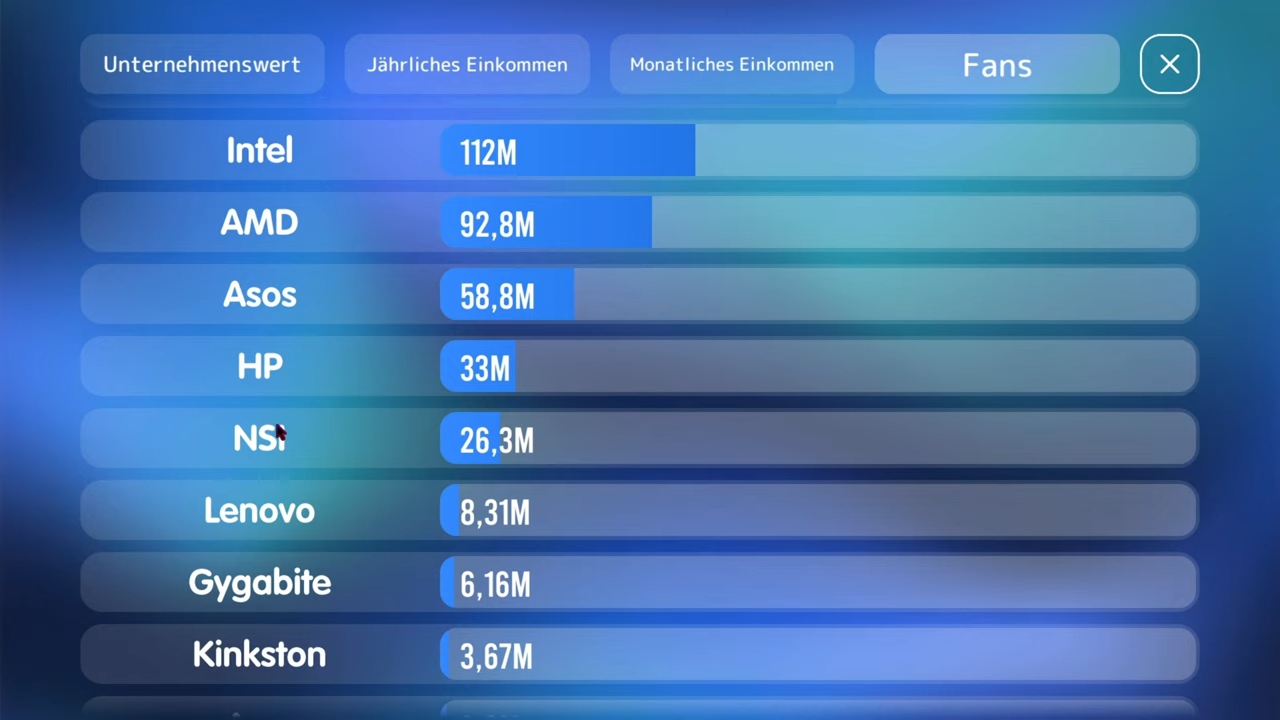 Unternehmenswert
Jährliches Einkommen
Monatliches Einkommen
Fans
Intel 112M
AMD 92,8M
Asos 58,8M
HP 33M
NSI 26,3M
Lenovo 8,31M
Gygabite 6,16M
Kinkston 3,67M